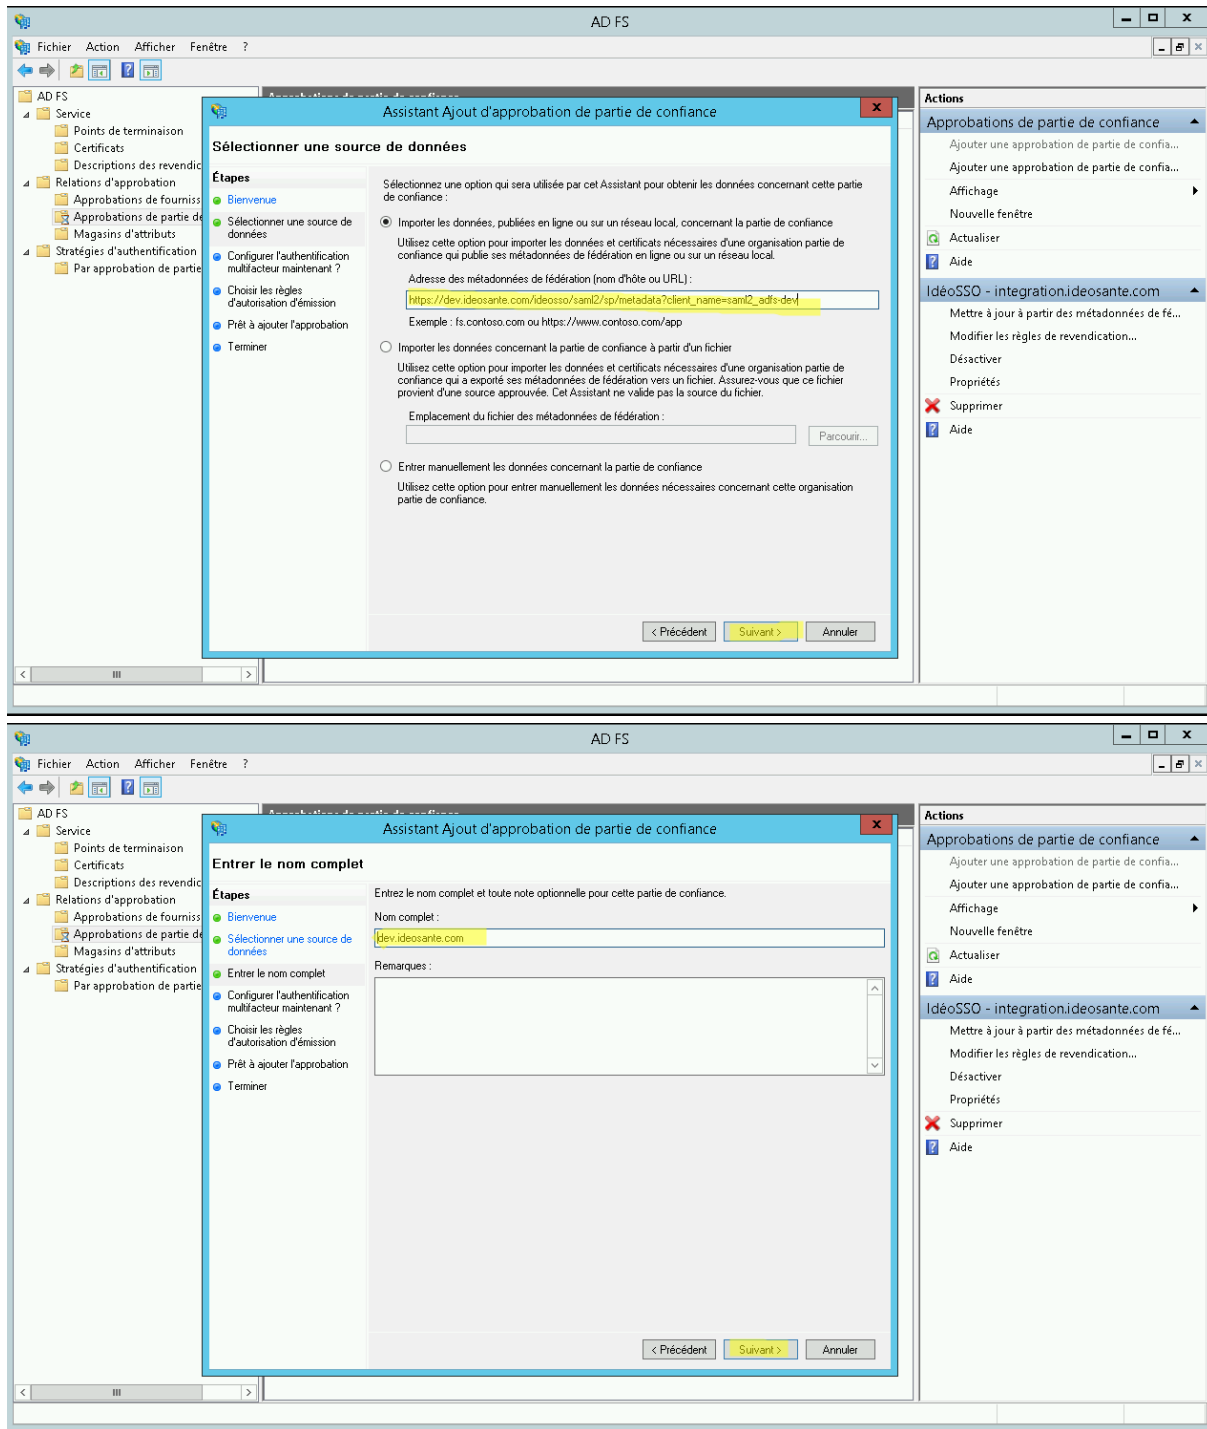 AD FS
Fichier Action Afficher Fenêtre ?
AD FS
Service
Points de terminaison
Certificats
Descriptions des revendic
Relations d'approbation
Approbations de fourniss
Approbations de partie de
Magasins d'attributs
Stratégies d'authentification
Par approbation de partie
Assistant Ajout d'approbation de partie de confiance
Sélectionner une source de données
Étapes
Bienvenue
Sélectionner une source de
données
Configurer l'authentification
multifacteur maintenant ?
Choisir les règles
d'autorisation d'émission
Prêt à ajouter l'approbation
Terminer
Sélectionnez une option qui sera utilisée par cet Assistant pour obtenir les données concernant cette partie
de confiance :
Importer les données, publiées en ligne ou sur un réseau local, concernant la partie de confiance
Utilisez cette option pour importer les données et certificats nécessaires d'une organisation partie de
confiance qui publie ses métadonnées de fédération en ligne ou sur un réseau local.
Adresse des métadonnées de fédération (nom d'hôte ou URL) :
https://dev.ideosante.com/ideosso/saml2/sp/metadata?client_name=saml2_adfs-dev
Exemple : fs.contoso.com ou https://www.contoso.com/app
Importer les données concernant la partie de confiance à partir d'un fichier
Utilisez cette option pour importer les données et certificats nécessaires d'une organisation partie de
confiance qui a exporté ses métadonnées de fédération vers un fichier. Assurez-vous que ce fichier
provient d'une source approuvée. Cet Assistant ne valide pas la source du fichier.
Emplacement du fichier des métadonnées de fédération :
Parcourir...
Entrer manuellement les données concernant la partie de confiance
Utilisez cette option pour entrer manuellement les données nécessaires concernant cette organisation
partie de confiance.
< Précédent Suivant > Annuler
Actions
Approbations de partie de confiance
Ajouter une approbation de partie de confia...
Ajouter une approbation de partie de confia...
Affichage
Nouvelle fenêtre
Actualiser
Aide
IdéoSSO - integration.ideosante.com
Mettre à jour à partir des métadonnées de fé...
Modifier les règles de revendication...
Désactiver
Propriétés
Supprimer
Aide
AD FS
Fichier Action Afficher Fenêtre ?
AD FS
Service
Points de terminaison
Certificats
Descriptions des revendic
Relations d'approbation
Approbations de fourniss
Approbations de partie de
Magasins d'attributs
Stratégies d'authentification
Par approbation de partie
Assistant Ajout d'approbation de partie de confiance
Entrer le nom complet
Étapes
Bienvenue
Sélectionner une source de
données
Entrer le nom complet
Configurer l'authentification
multifacteur maintenant ?
Choisir les règles
d'autorisation d'émission
Prêt à ajouter l'approbation
Terminer
Entrez le nom complet et toute note optionnelle pour cette partie de confiance.
Nom complet :
dev.ideosante.com
Remarques :
< Précédent Suivant > Annuler
Actions
Approbations de partie de confiance
Ajouter une approbation de partie de confia...
Ajouter une approbation de partie de confia...
Affichage
Nouvelle fenêtre
Actualiser
Aide
IdéoSSO - integration.ideosante.com
Mettre à jour à partir des métadonnées de fé...
Modifier les règles de revendication...
Désactiver
Propriétés
Supprimer
Aide